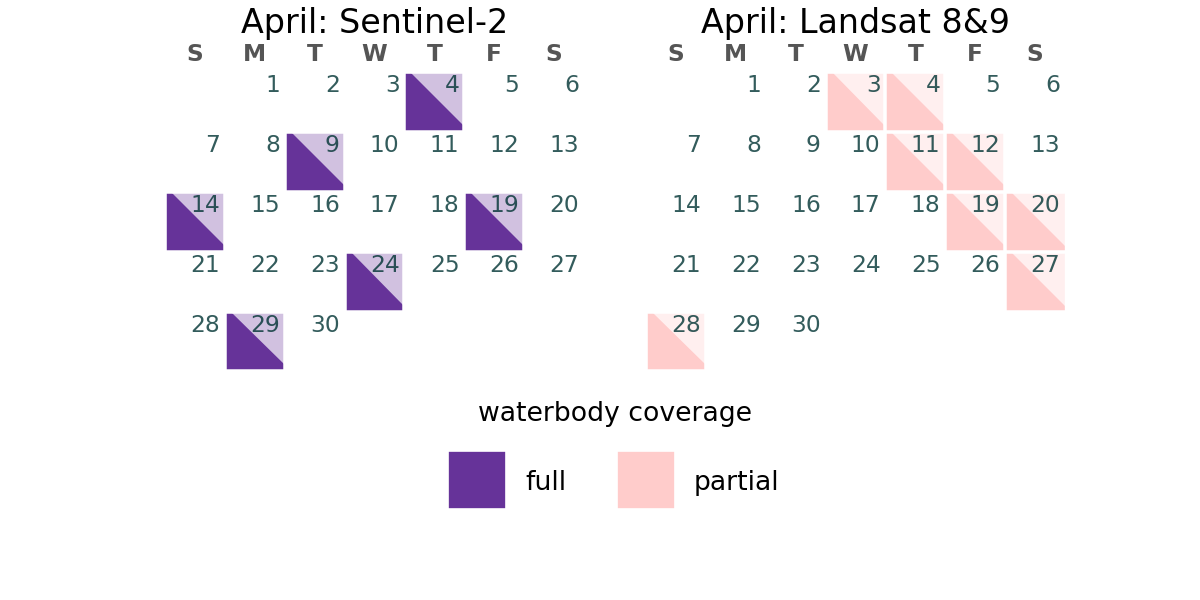 April: Sentinel-2
S M T W T F S
1 2 3 4 5 6
7 8 9 10 11 12 13
14 15 16 17 18 19 20
21 22 23 24 25 26 27
28 29 30
April: Landsat 8&9
S M T W T F S
1 2 3 4 5 6
7 8 9 10 11 12 13
14 15 16 17 18 19 20
21 22 23 24 25 26 27
28 29 30
waterbody coverage
full
partial